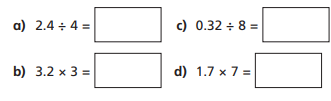 a) 2.4 ÷ 4 =
c) 0.32 ÷ 8 =
b) 3.2 × 3 =
d) 1.7 × 7 =